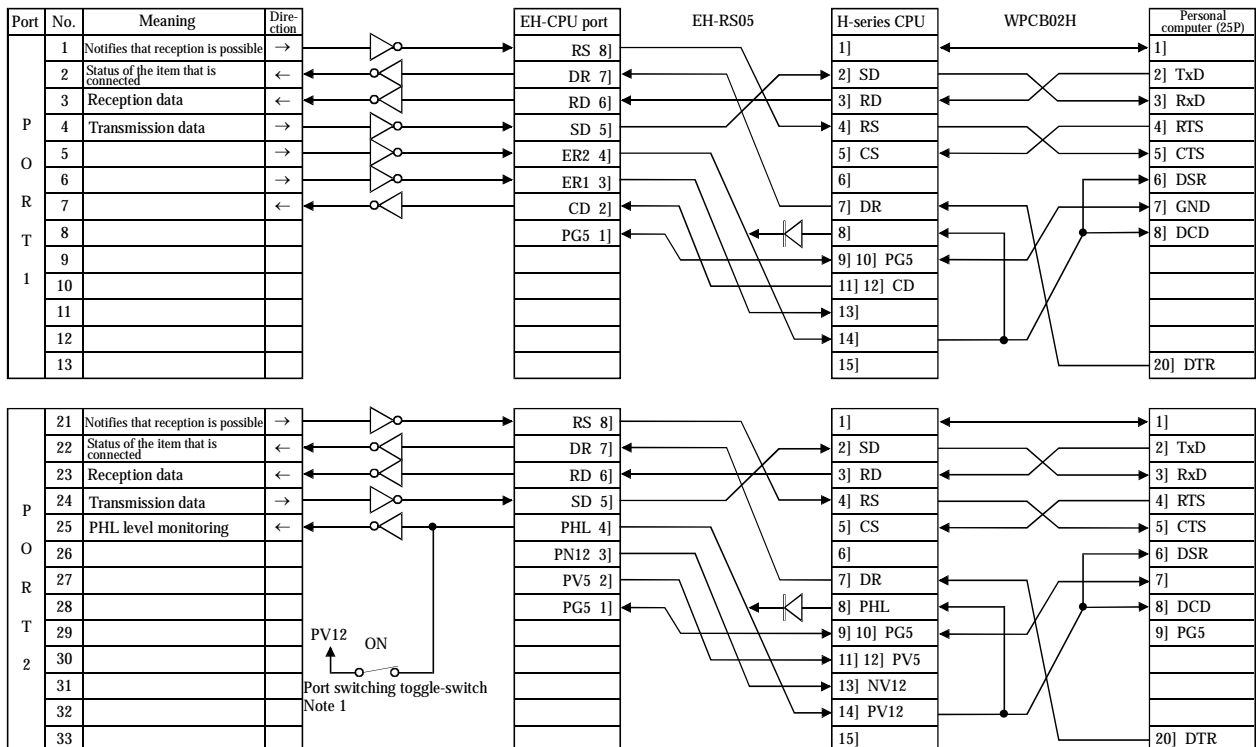 Port No. Meaning Dire-ction EH-CPU port EH-RS05 H-series CPU WPCB02H Personal computer (25P)
PORT 1
1 Notifies that reception is possible → RS 8] 1] 1]
2 Status of the item that is connected ← DR 7] 2] SD 2] TxD
3 Reception data ← RD 6] 3] RD 3] RxD
4 Transmission data → SD 5] 4] RS 4] RTS
5 → ER2 4] 5] CS 5] CTS
6 → ER1 3] 6] 6] DSR
7 ← CD 2] 7] DR 7] GND
8 PG5 1] 8] 8] DCD
9 9] 10] PG5
10 11] 12] CD
11 13]
12 14]
13 15] 20] DTR
PORT 2
21 Notifies that reception is possible → RS 8] 1] 1]
22 Status of the item that is connected ← DR 7] 2] SD 2] TxD
23 Reception data ← RD 6] 3] RD 3] RxD
24 Transmission data → SD 5] 4] RS 4] RTS
25 PHL level monitoring ← PHL 4] 5] CS 5] CTS
26 PN12 3] 6] 6] DSR
27 PV5 2] 7] DR 7]
28 PG5 1] 8] PHL 8] DCD
29 PV12 ON 9] 10] PG5 9] PG5
30 11] 12] PV5
31 Port switching toggle-switch 13] NV12
32 Note 1 14] PV12
33 15] 20] DTR